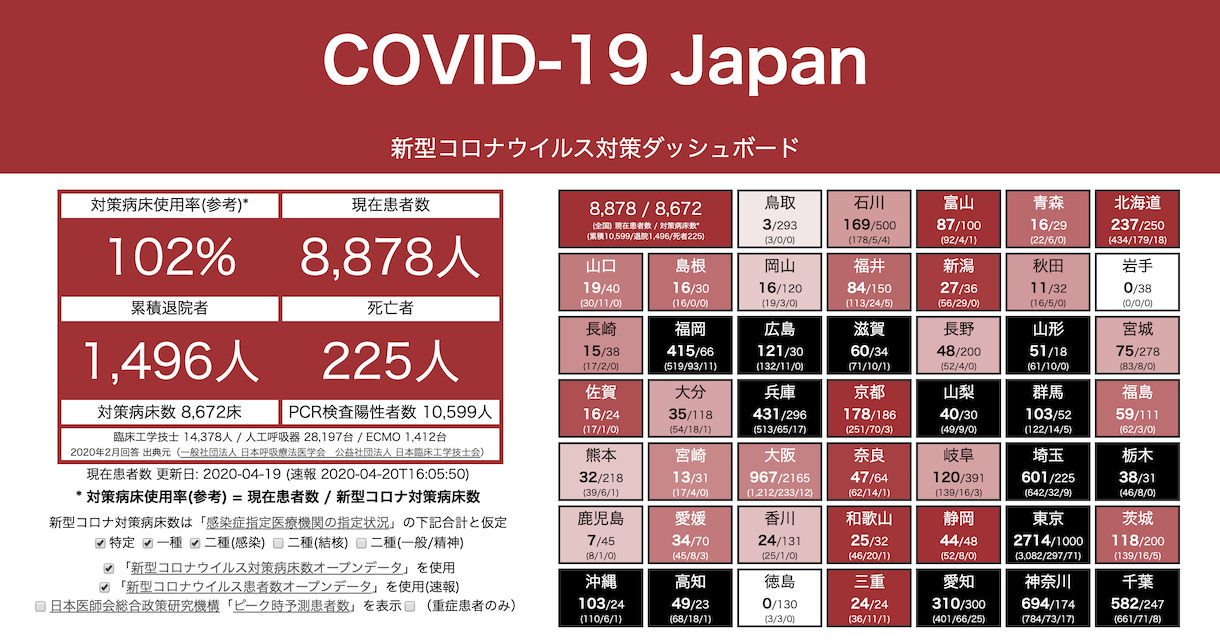 COVID-19 Japan
新型コロナウイルス対策ダッシュボード
対策病床使用率(参考)*
現在患者数
102%
8,878人
累積退院者
死亡者
1,496人
225人
対策病床数 8,672床
PCR検査陽性者数 10,599人
臨床工学技士 14,378人 / 人工呼吸器 28,197台 / ECMO 1,412台
2020年2月回答 出典元（一般社団法人 日本呼吸療法医学会　公益社団法人 日本臨床工学技士会）
現在患者数 更新日: 2020-04-19 (速報 2020-04-20T16:05:50)
* 対策病床使用率(参考) = 現在患者数 / 新型コロナ対策病床数
新型コロナ対策病床数は「感染症指定医療機関の指定状況」の下記合計と仮定
特定 一種 二種(感染) 二種(結核) 二種(一般/精神)
「新型コロナウイルス対策病床数オープンデータ」を使用
「新型コロナウイルス患者数オープンデータ」を使用(速報)
日本医師会総合政策研究機構「ピーク時予測患者数」を表示 （重症患者のみ）
8,878 / 8,672
(全国) 現在患者数 / 対策病床数*
(累積10,599/退院1,496/死者225)
鳥取
3/293
(3/0/0)
石川
169/500
(178/5/4)
富山
87/100
(92/4/1)
青森
16/29
(22/6/0)
北海道
237/250
(434/179/18)
山口
19/40
(30/11/0)
島根
16/30
(16/0/0)
岡山
16/120
(19/3/0)
福井
84/150
(113/24/5)
新潟
27/36
(56/29/0)
秋田
11/32
(16/5/0)
岩手
0/38
(0/0/0)
長崎
15/38
(17/2/0)
福岡
415/66
(519/93/11)
広島
121/30
(132/11/0)
滋賀
60/34
(71/10/1)
長野
48/200
(52/4/0)
山形
51/18
(61/10/0)
宮城
75/278
(83/8/0)
佐賀
16/24
(17/1/0)
大分
35/118
(54/18/1)
兵庫
431/296
(513/65/17)
京都
178/186
(251/70/3)
山梨
40/30
(49/9/0)
群馬
103/52
(122/14/5)
福島
59/111
(62/3/0)
熊本
32/218
(39/6/1)
宮崎
13/31
(17/4/0)
大阪
967/2165
(1,212/233/12)
奈良
47/64
(62/14/1)
岐阜
120/391
(139/16/3)
埼玉
601/225
(642/32/9)
栃木
38/31
(46/8/0)
鹿児島
7/45
(8/1/0)
愛媛
34/70
(45/8/3)
香川
24/131
(25/1/0)
和歌山
25/32
(46/20/1)
静岡
44/48
(52/8/0)
東京
2714/1000
(3,082/297/71)
茨城
118/200
(139/16/5)
沖縄
103/24
(110/6/1)
高知
49/23
(68/18/1)
徳島
0/130
(3/3/0)
三重
24/24
(36/11/1)
愛知
310/300
(401/66/25)
神奈川
694/174
(784/73/17)
千葉
582/247
(661/71/8)